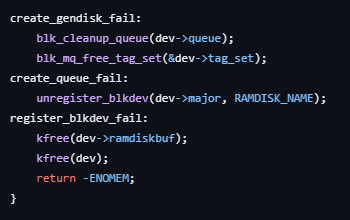 create_gendisk_fail:
    blk_cleanup_queue(dev->queue);
    blk_mq_free_tag_set(&dev->tag_set);
create_queue_fail:
    unregister_blkdev(dev->major, RAMDISK_NAME);
register_blkdev_fail:
    kfree(dev->ramdiskbuf);
    kfree(dev);
    return -ENOMEM;
}